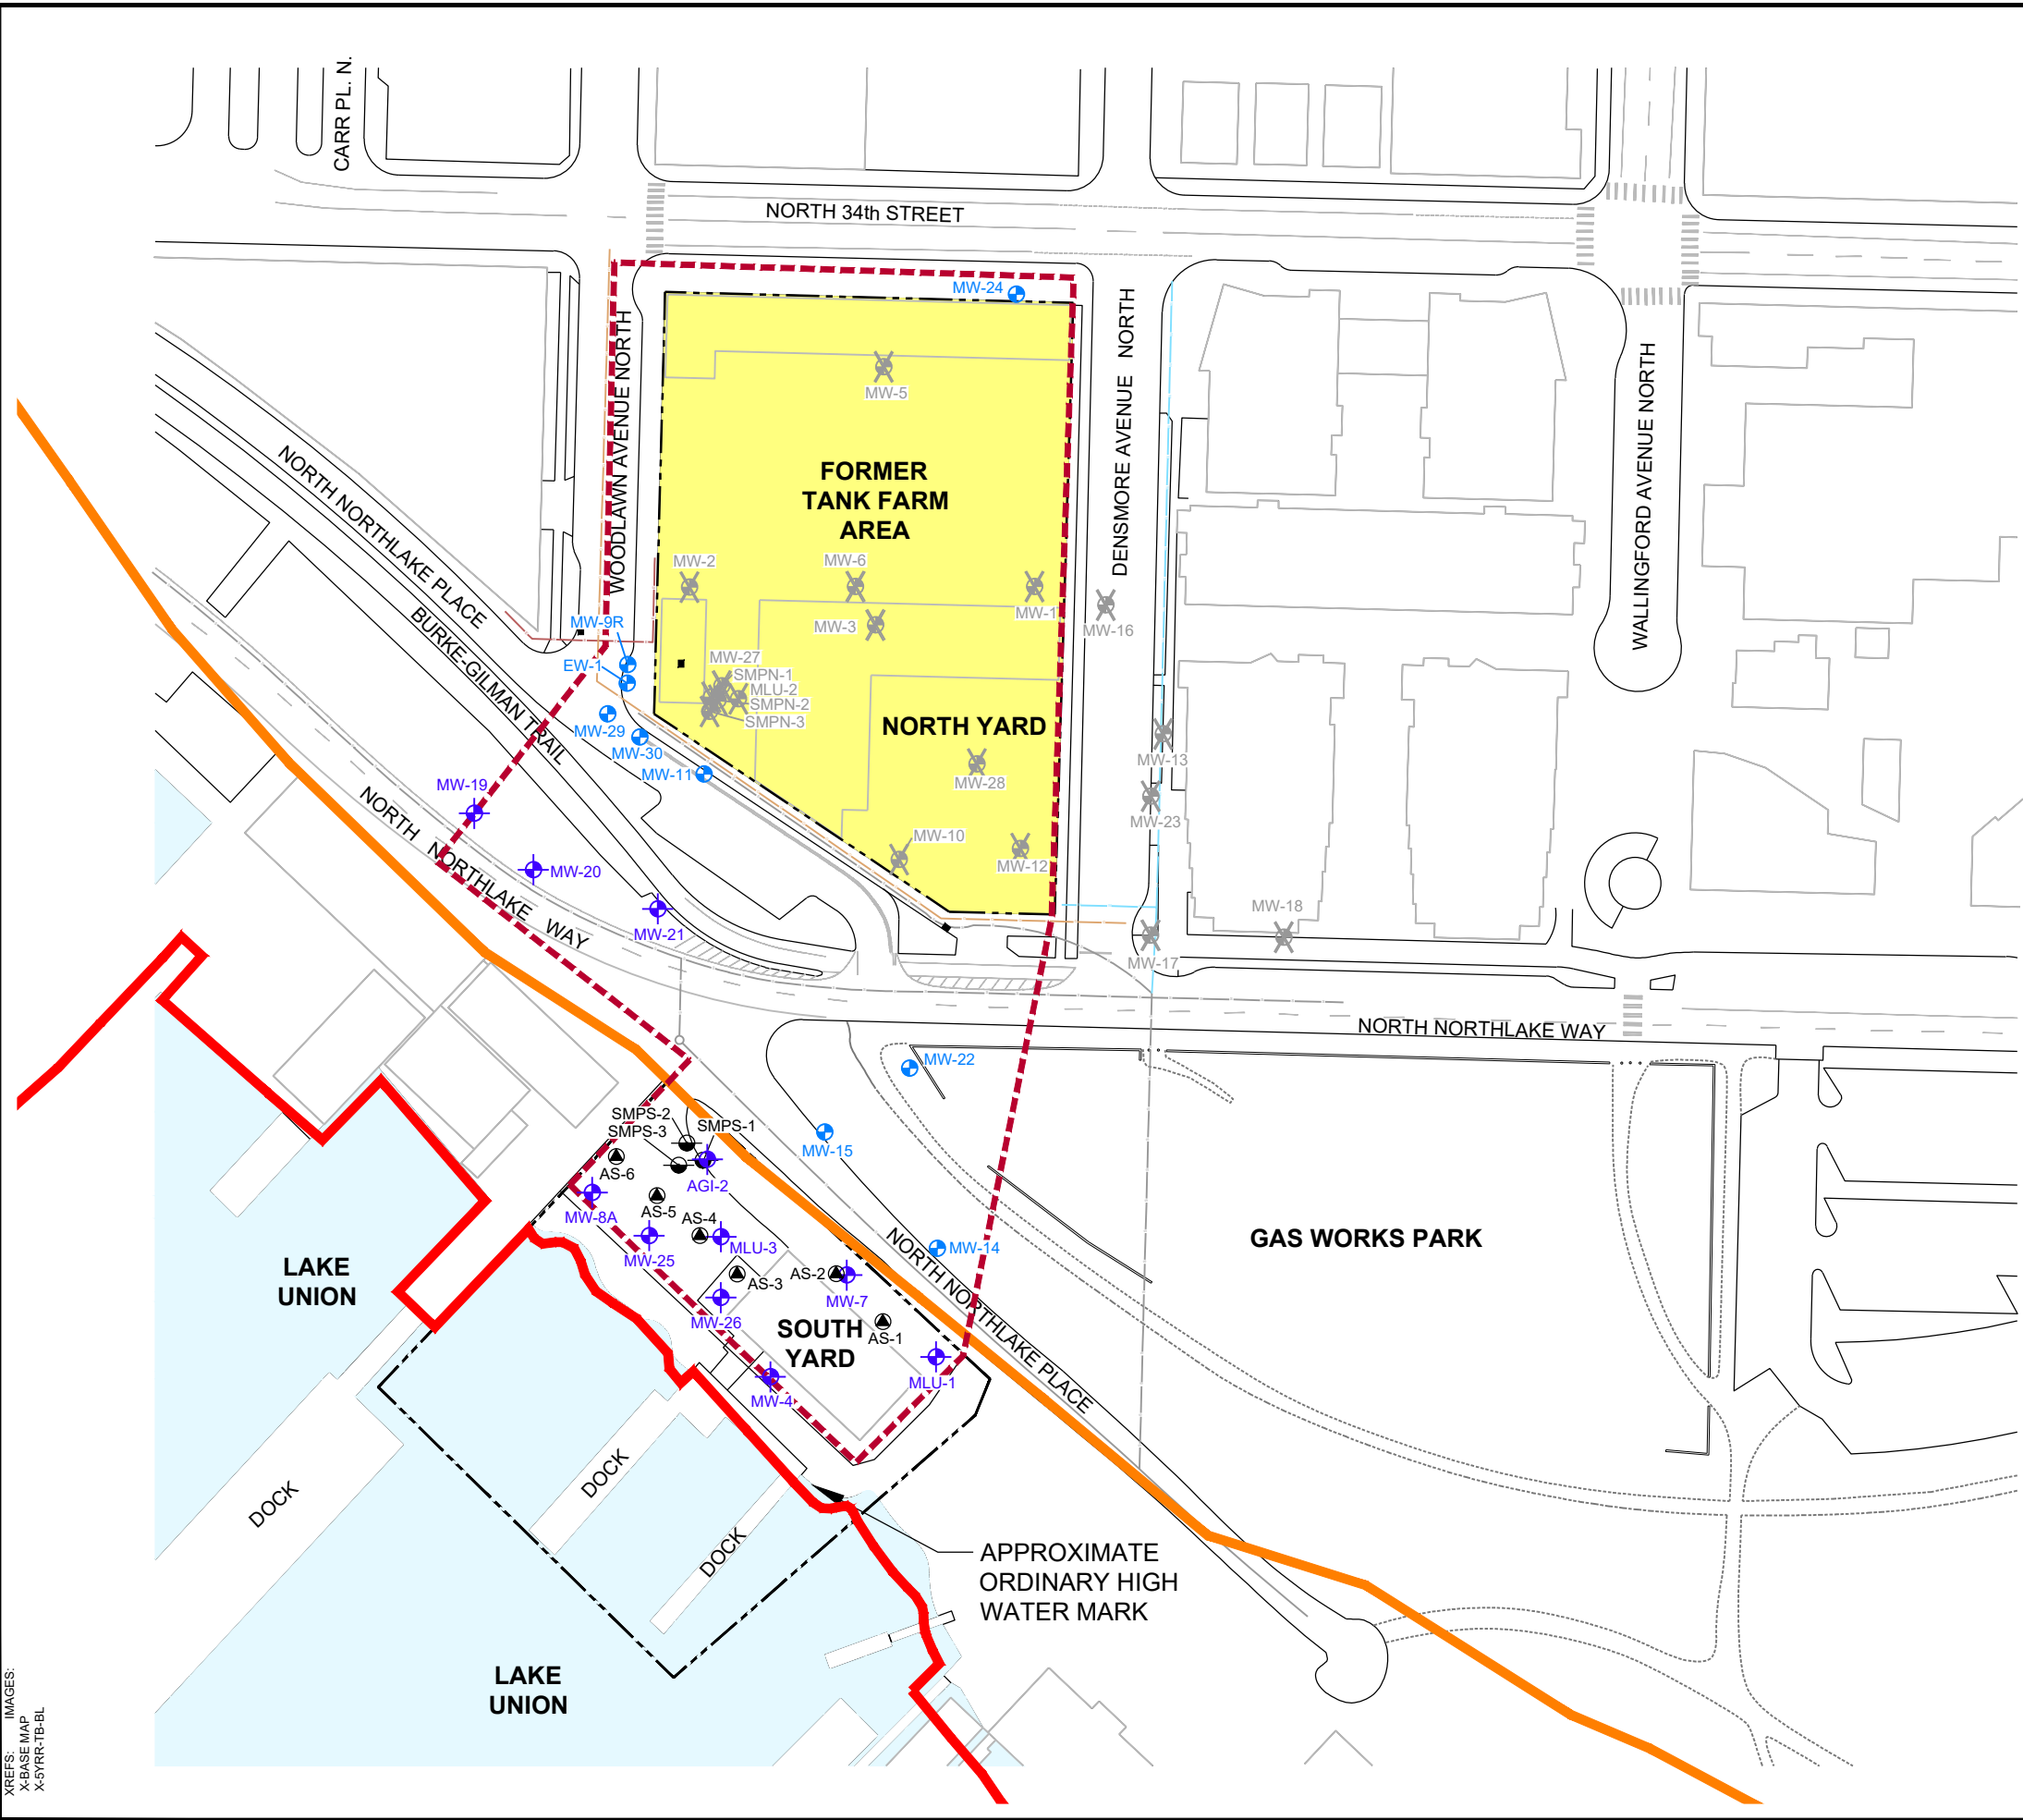 CARR PL. N.
NORTH 34th STREET
MW-24
WOODLAWN AVENUE NORTH
DENSMORE AVENUE NORTH
WALLINGFORD AVENUE NORTH
MW-5
FORMER
TANK FARM
AREA
NORTH NORTHLAKE PLACE
BURKE-GILMAN TRAIL
MW-2
MW-6
MW-1
MW-3
MW-16
MW-9R
EW-1
MW-27
SMPN-1
MLU-2
SMPN-2
SMPN-3
MW-29
MW-30
MW-11
NORTH YARD
MW-28
MW-13
MW-23
MW-19
NORTH NORTHLAKE WAY
MW-10
MW-12
MW-20
MW-21
MW-18
MW-17
NORTH NORTHLAKE WAY
MW-22
SMPS-2
SMPS-3
SMPS-1
MW-15
AS-6
AGI-2
MW-8A
AS-5
AS-4
MW-25
MLU-3
MW-14
GAS WORKS PARK
NORTH NORTHLAKE PLACE
LAKE
UNION
AS-3
AS-2
MW-7
MW-26
SOUTH
YARD
AS-1
MLU-1
MW-4
DOCK
DOCK
DOCK
APPROXIMATE
ORDINARY HIGH
WATER MARK
LAKE
UNION
XREFS: IMAGES:
X-BASE MAP
X-5YRR-TB-BL